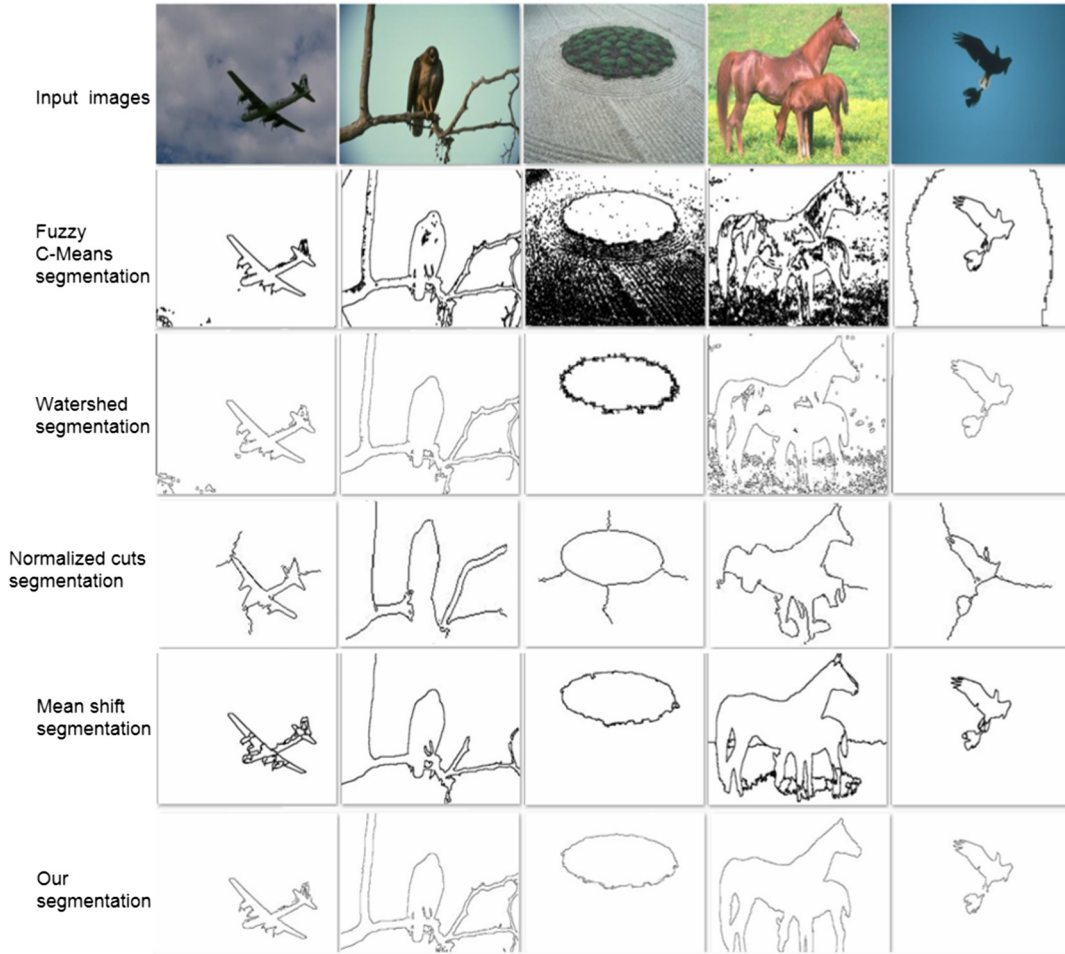 Input images
Fuzzy
C-Means
segmentation
Watershed
segmentation
Normalized cuts
segmentation
Mean shift
segmentation
Our
segmentation